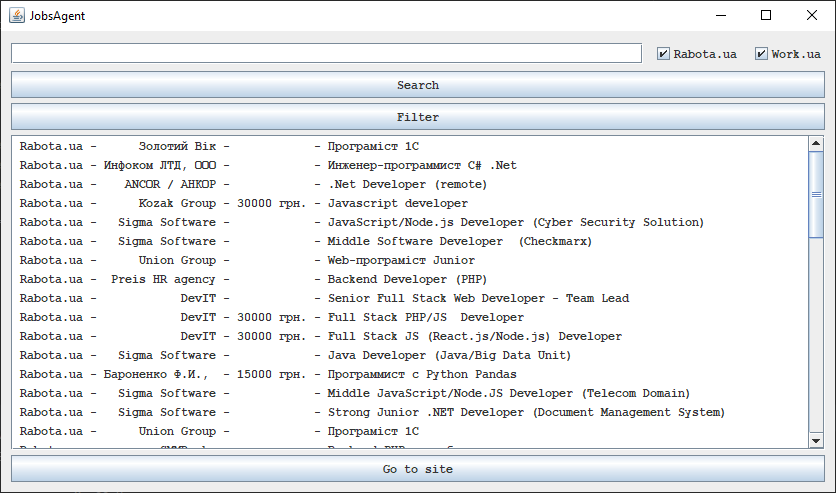 JobsAgent
Rabota.ua Work.ua
Search
Filter
Rabota.ua - Золотий Вік - - Програміст 1С
Rabota.ua - Инфоком ЛТД, ООО - - Инженер-программист C# .Net
Rabota.ua - ANCOR / АНКОР - - .Net Developer (remote)
Rabota.ua - Kozak Group - 30000 грн. - Javascript developer
Rabota.ua - Sigma Software - - JavaScript/Node.js Developer (Cyber Security Solution)
Rabota.ua - Sigma Software - - Middle Software Developer (Checkmarx)
Rabota.ua - Union Group - - Web-програміст Junior
Rabota.ua - Preis HR agency - - Backend Developer (PHP)
Rabota.ua - DevIT - - Senior Full Stack Web Developer - Team Lead
Rabota.ua - DevIT - 30000 грн. - Full Stack PHP/JS Developer
Rabota.ua - DevIT - 30000 грн. - Full Stack JS (React.js/Node.js) Developer
Rabota.ua - Sigma Software - - Java Developer (Java/Big Data Unit)
Rabota.ua - Бароненко Ф.И., - 15000 грн. - Программист с Python Pandas
Rabota.ua - Sigma Software - - Middle JavaScript/Node.JS Developer (Telecom Domain)
Rabota.ua - Sigma Software - - Strong Junior .NET Developer (Document Management System)
Rabota.ua - Union Group - - Програміст 1С
Go to site